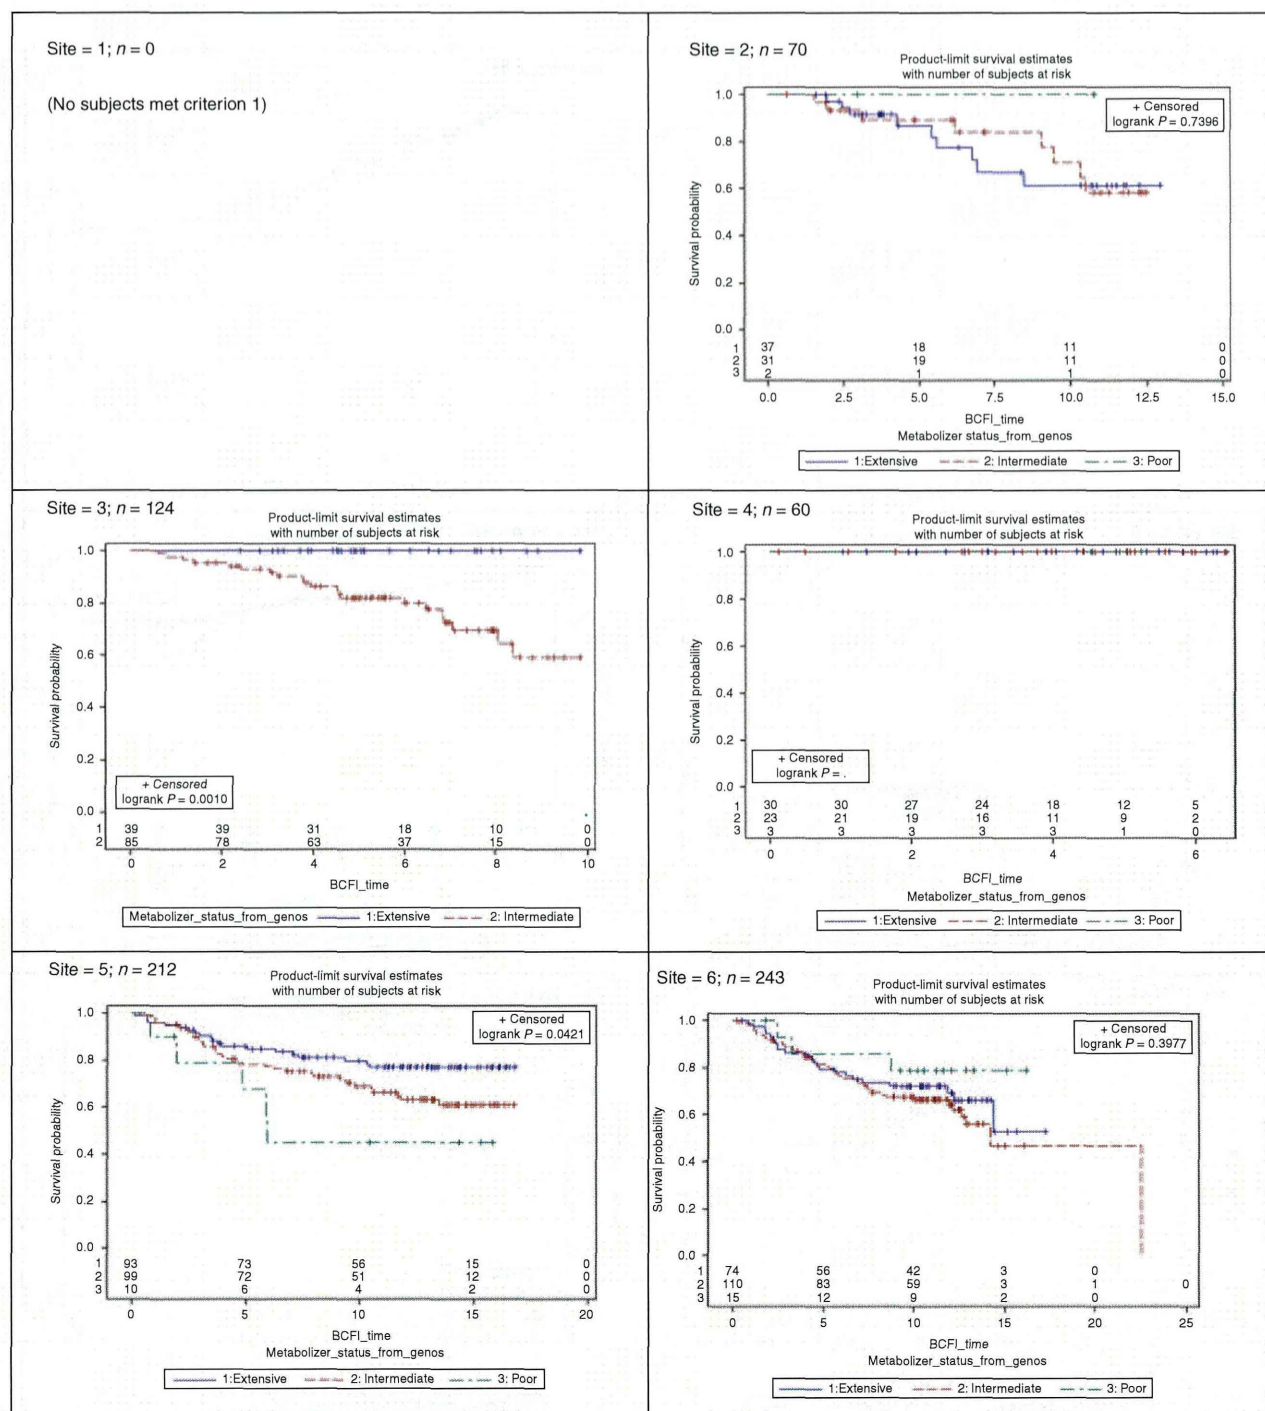 Site = 1; n = 0
(No subjects met criterion 1)
Site = 2; n = 70
Product-limit survival estimates
with number of subjects at risk
+ Censored
logrank P = 0.7396
1.0
0.8
0.6
0.4
0.2
0.0
Survival probability
1 37 18 11 0
2 31 19 11 0
3 2 1 1 0
0.0 2.5 5.0 7.5 10.0 12.5 15.0
BCFI_time
Metabolizer status_from_genos
1:Extensive 2: Intermediate 3: Poor
Site = 3; n = 124
Product-limit survival estimates
with number of subjects at risk
1.0
0.8
0.6
0.4
0.2
0.0
Survival probability
+ Censored
logrank P = 0.0010
1 39 39 31 18 10 0
2 85 78 63 37 15 0
0 2 4 6 8 10
BCFI_time
Metabolizer_status_from_genos 1:Extensive 2: Intermediate
Site = 4; n = 60
Product-limit survival estimates
with number of subjects at risk
1.0
0.8
0.6
0.4
0.2
0.0
Survival probability
+ Censored
logrank P = .
1 30 30 27 24 18 12 5
2 23 21 19 16 11 9 2
3 3 3 3 3 3 1 0
0 2 4 6
BCFI_time
Metabolizer_status_from_genos
1:Extensive 2: Intermediate 3: Poor
Site = 5; n = 212
Product-limit survival estimates
with number of subjects at risk
+ Censored
logrank P = 0.0421
1.0
0.8
0.6
0.4
0.2
0.0
Survival probability
1 93 73 56 15 0
2 99 72 51 12 0
3 10 6 4 2 0
0 5 10 15 20
BCFI_time
Metabolizer_status_from_genos
1:Extensive 2: Intermediate 3: Poor
Site = 6; n = 243
Product-limit survival estimates
with number of subjects at risk
+ Censored
logrank P = 0.3977
1.0
0.8
0.6
0.4
0.2
0.0
Survival probability
1 74 56 42 3 0
2 110 83 59 3 1 0
3 15 12 9 2 0
0 5 10 15 20 25
BCFI_time
Metabolizer_status_from_genos
1:Extensive 2: Intermediate 3: Poor